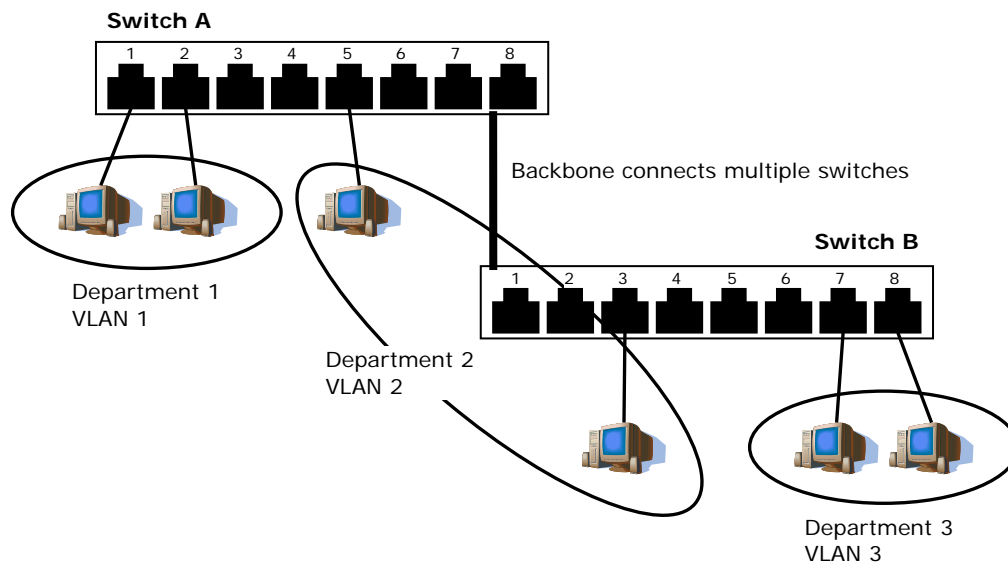 Switch A
1 2 3 4 5 6 7 8
Backbone connects multiple switches
Switch B
1 2 3 4 5 6 7 8
Department 1
VLAN 1
Department 2
VLAN 2
Department 3
VLAN 3